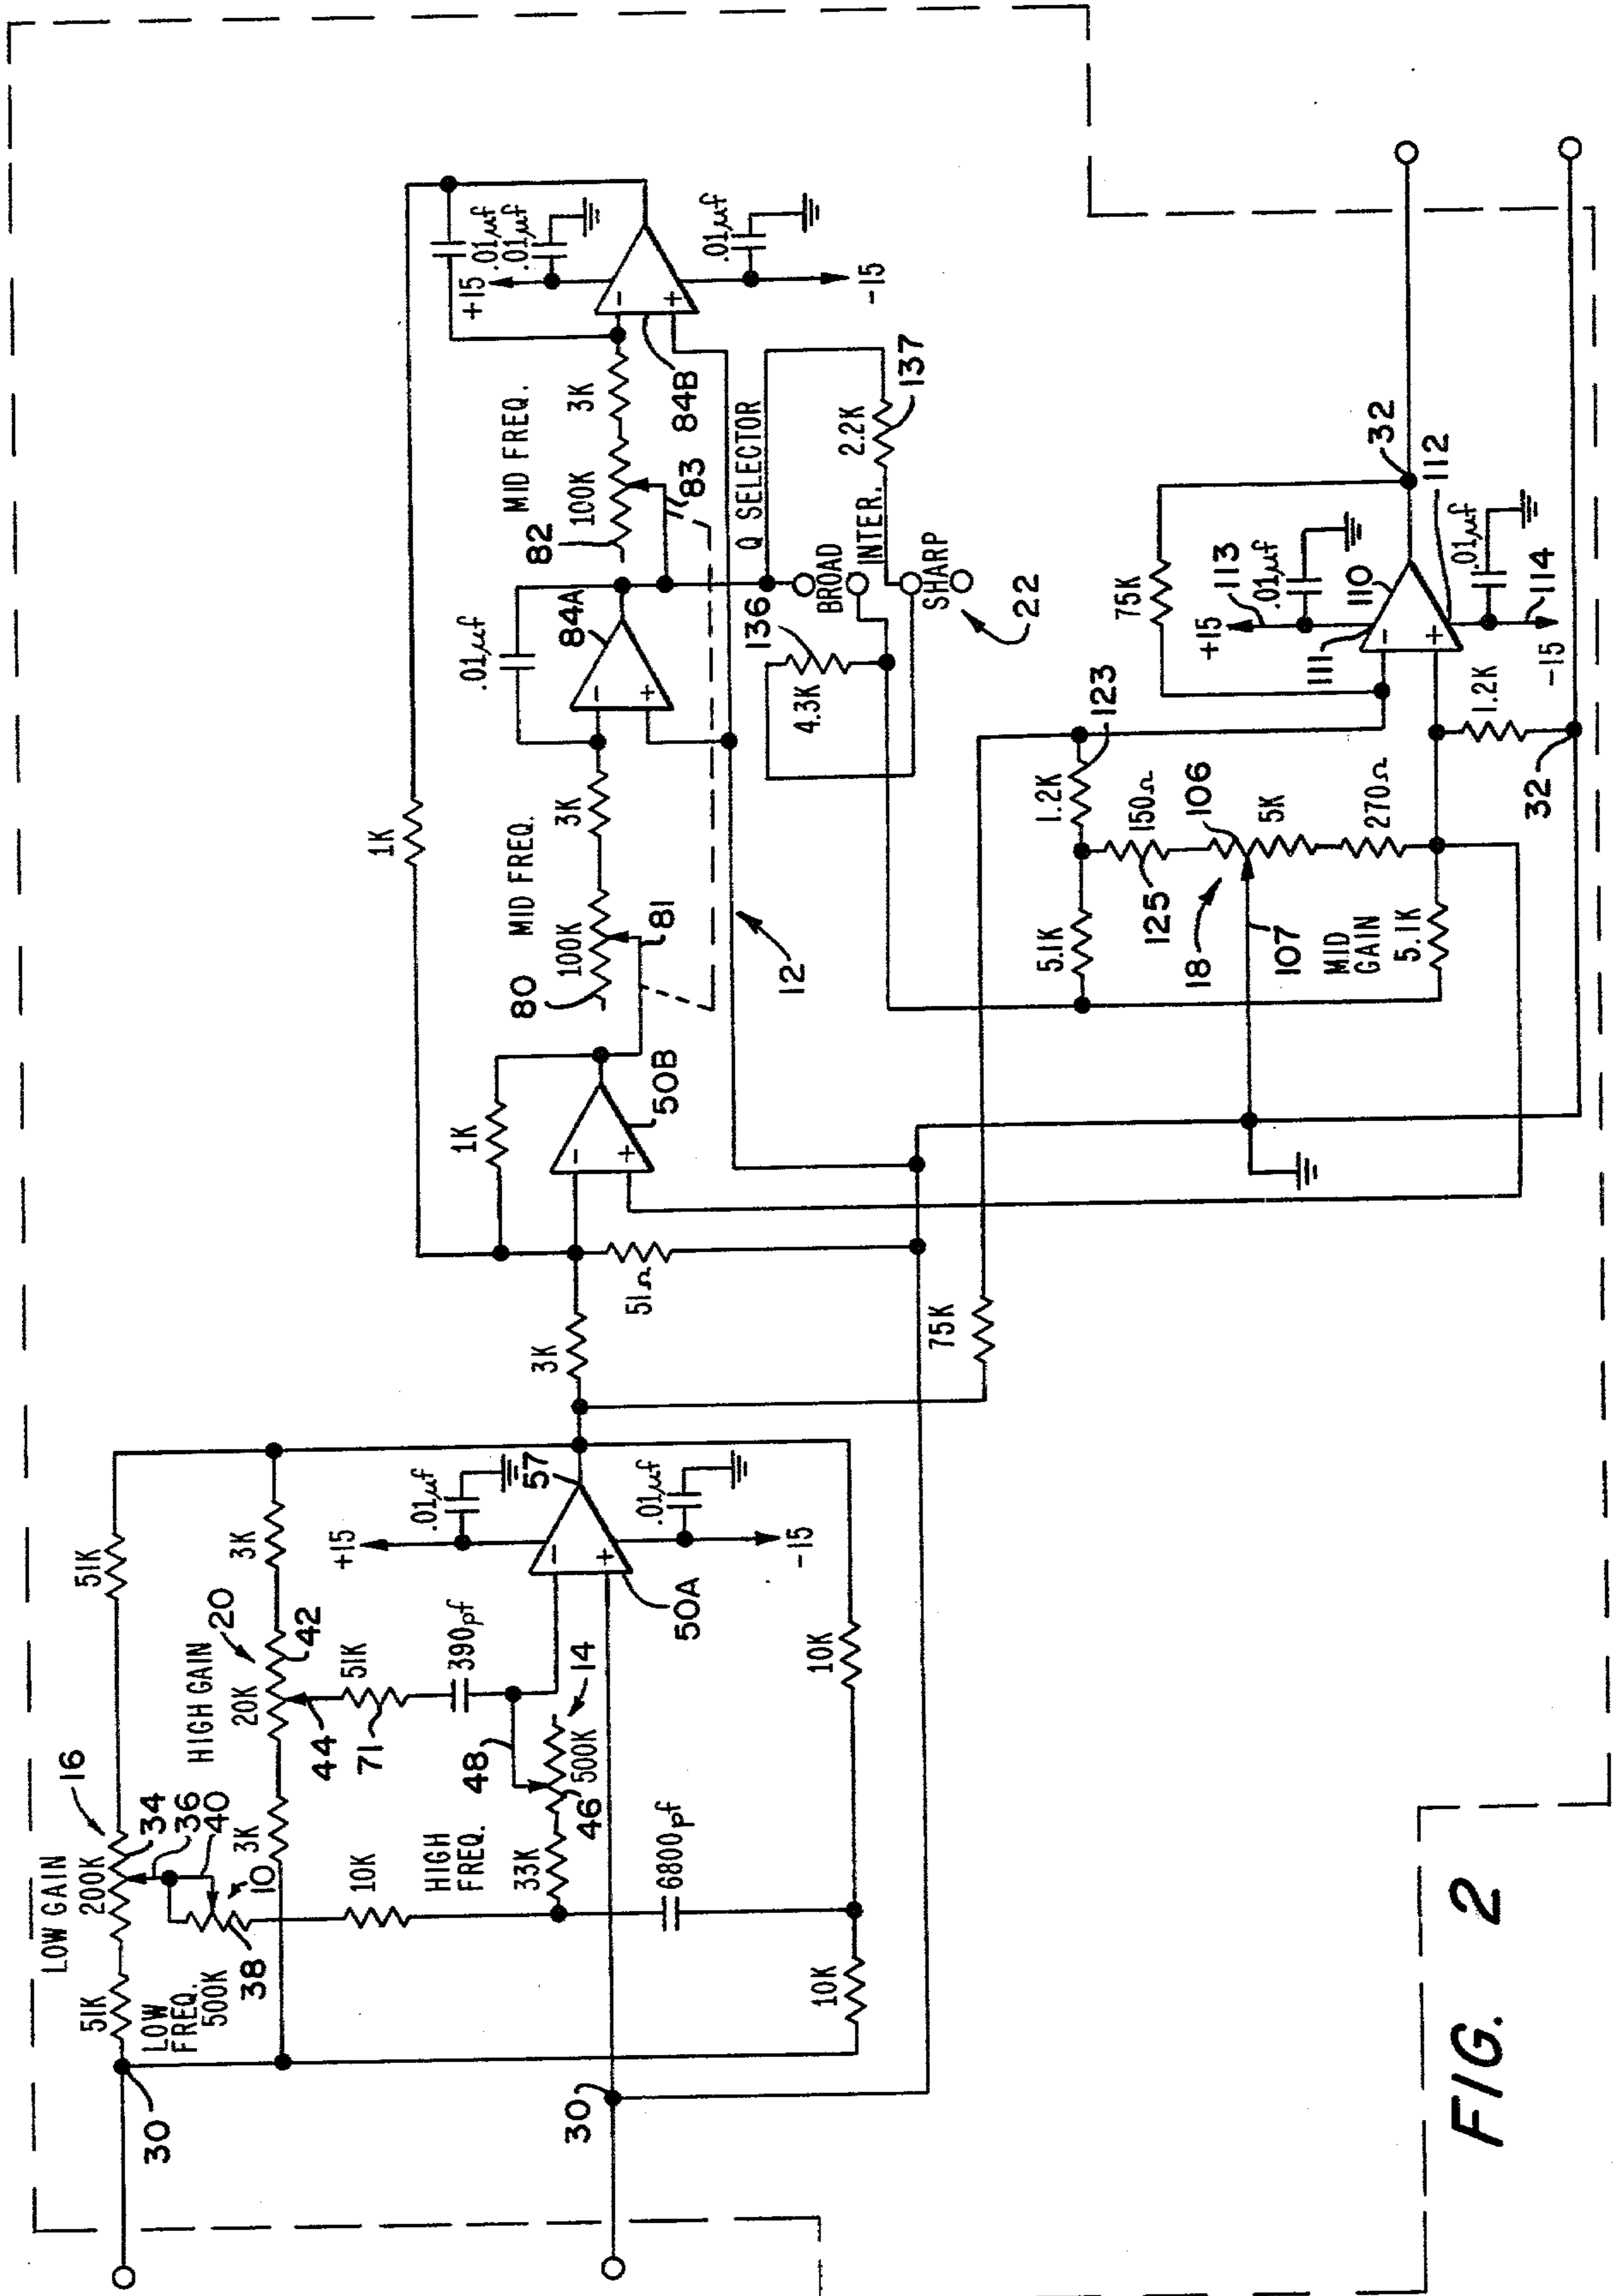 LOW GAIN
200K
16
34
36
40
51K
51K
30
LOW
FREQ.
500K
38
10
HIGH GAIN
20K
20
42
3K
3K
44
51K
71
390pf
10K
HIGH
FREQ.
33K
48
46
500K
14
6800pf
10K
10K
+15
.01µf
57
50A
.01µf
-15
30
3K
51Ω
75K
1K
1K
50B
MID FREQ.
80
100K
81
3K
12
.01µf
84A
MID FREQ.
82
100K
83
3K
84B
+15
.01µf
.01µf
.01µf
-15
Q SELECTOR
136
4.3K
BROAD
INTER.
SHARP
22
2.2K
137
5.1K
1.2K
123
150Ω
125
106
18
5K
107
270Ω
MID
GAIN
5.1K
75K
+15
113
.01µf
111
110
112
.01µf
114
-15
1.2K
32
32
FIG. 2